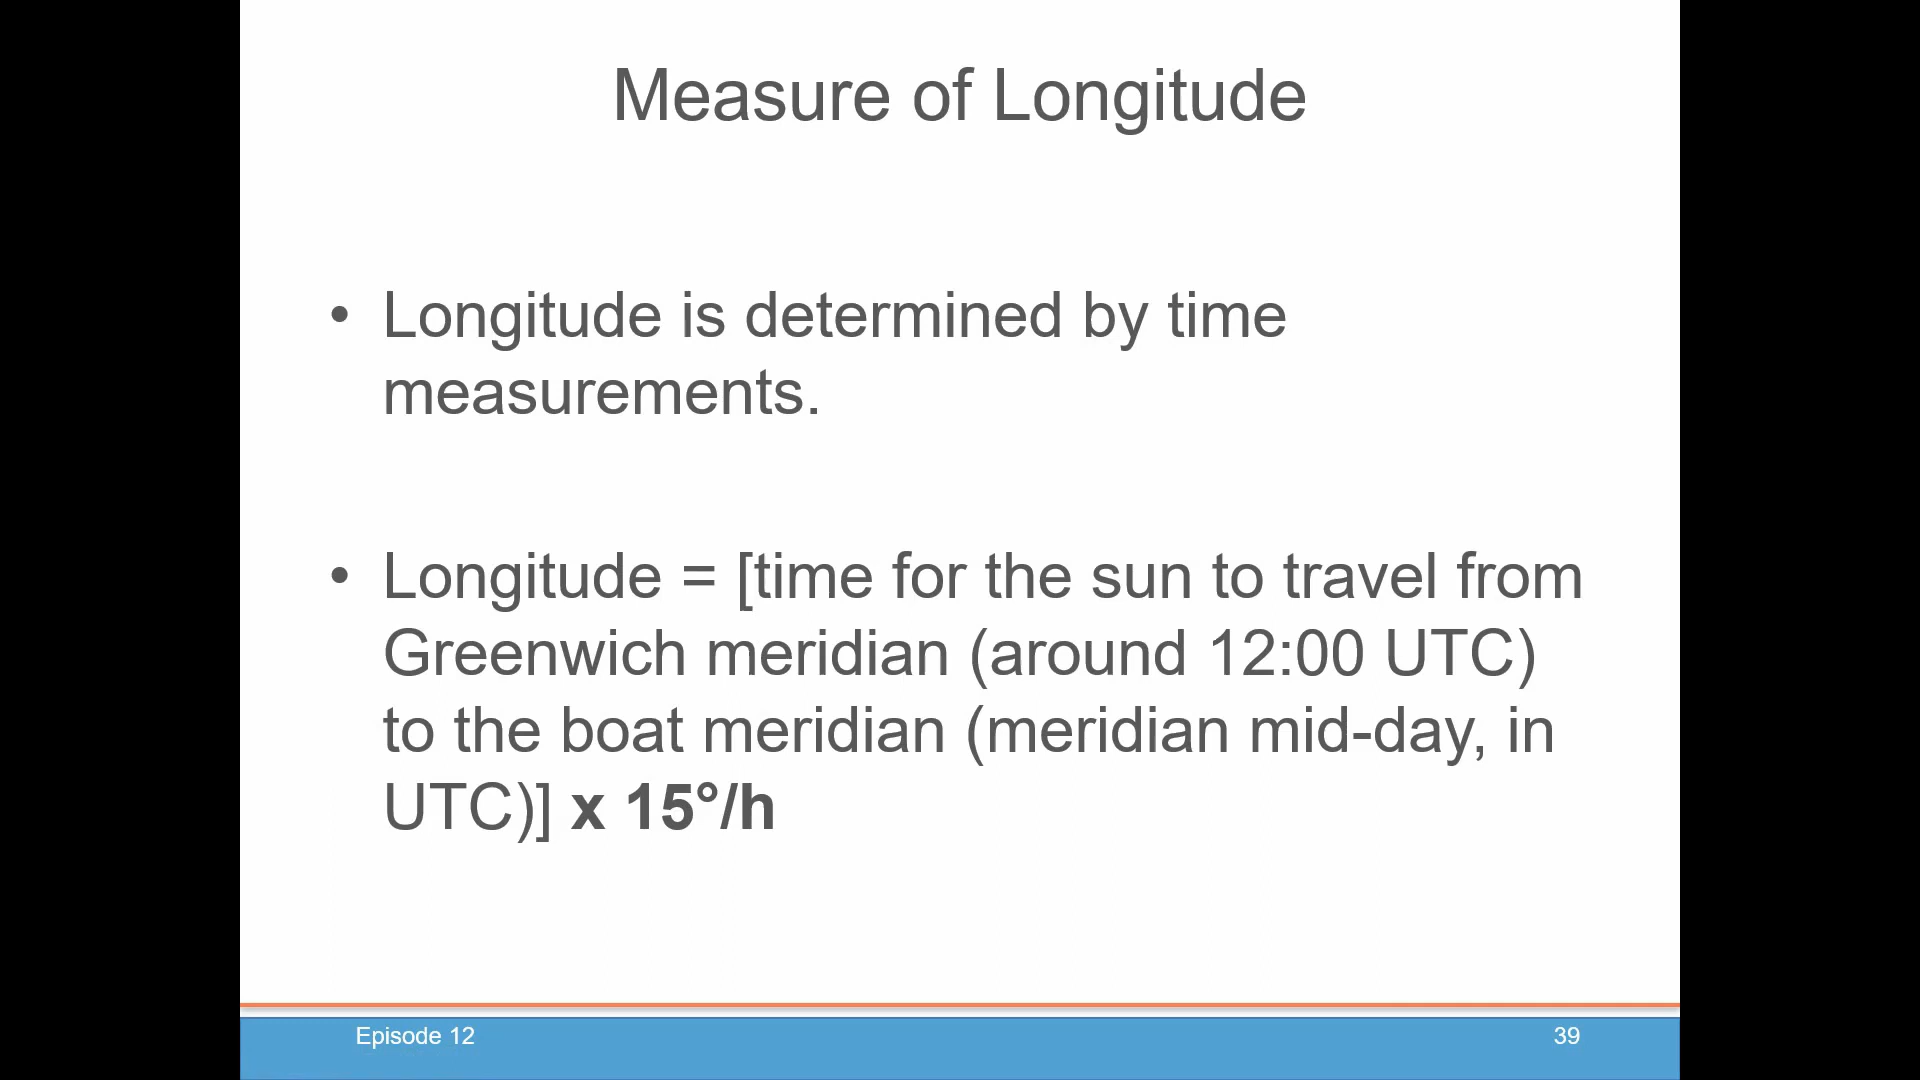 Measure of Longitude
• Longitude is determined by time
measurements.
• Longitude = [time for the sun to travel from
Greenwich meridian (around 12:00 UTC)
to the boat meridian (meridian mid-day, in
UTC)] x 15°/h
Episode 12
39